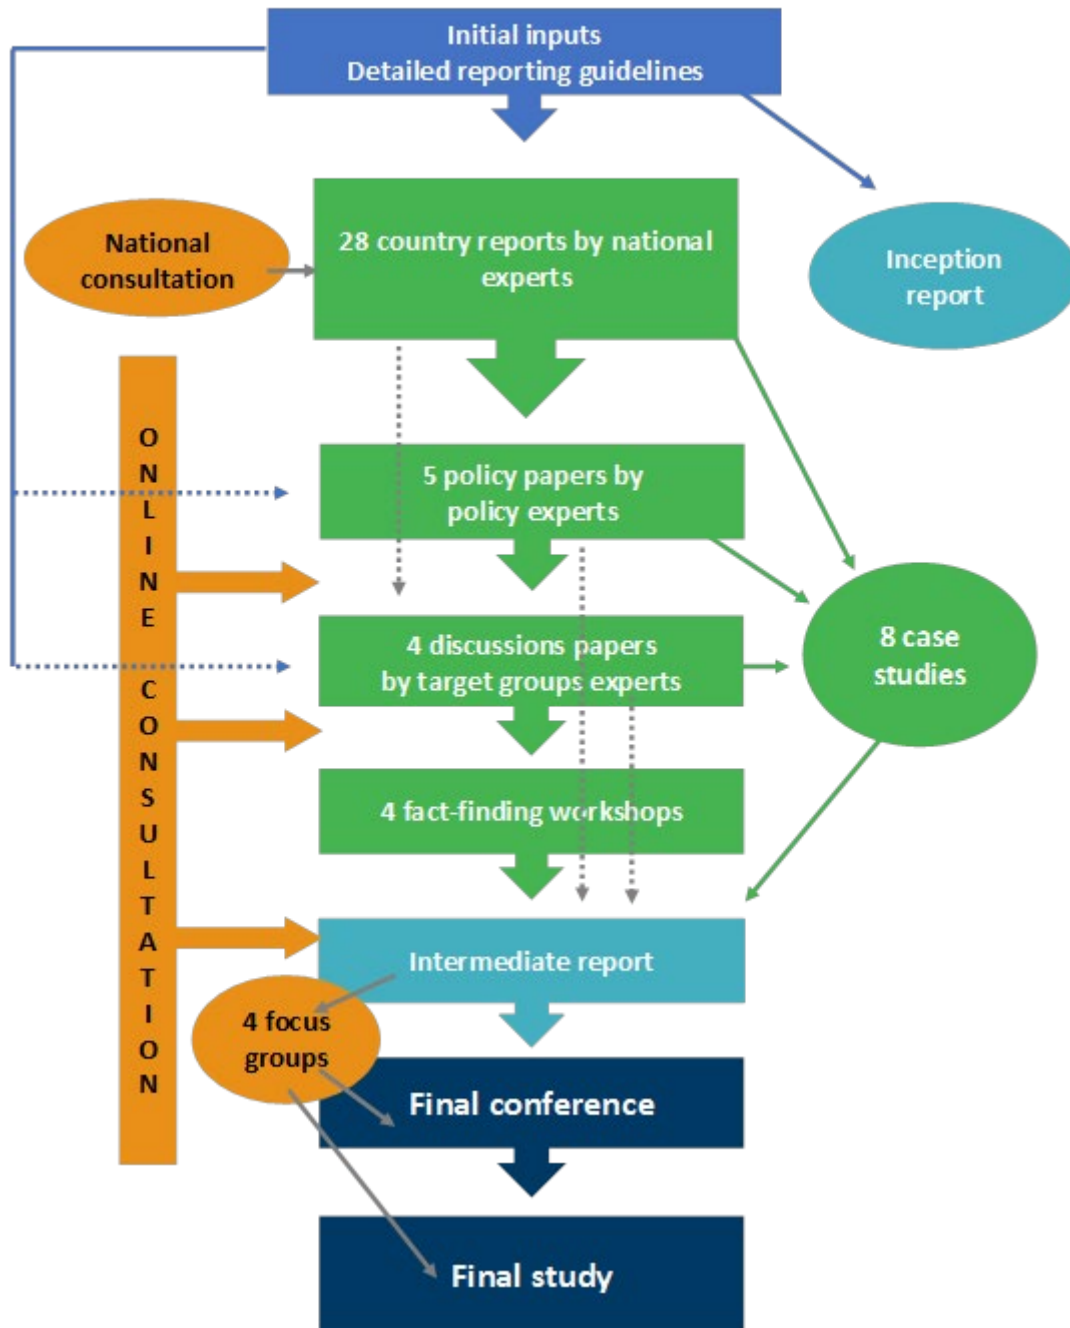 Initial inputs
Detailed reporting guidelines
National
consultation
28 country reports by national
experts
Inception
report
ONLINE CONSULTATION
5 policy papers by
policy experts
4 discussions papers
by target groups experts
8 case
studies
4 fact-finding workshops
Intermediate report
4 focus
groups
Final conference
Final study